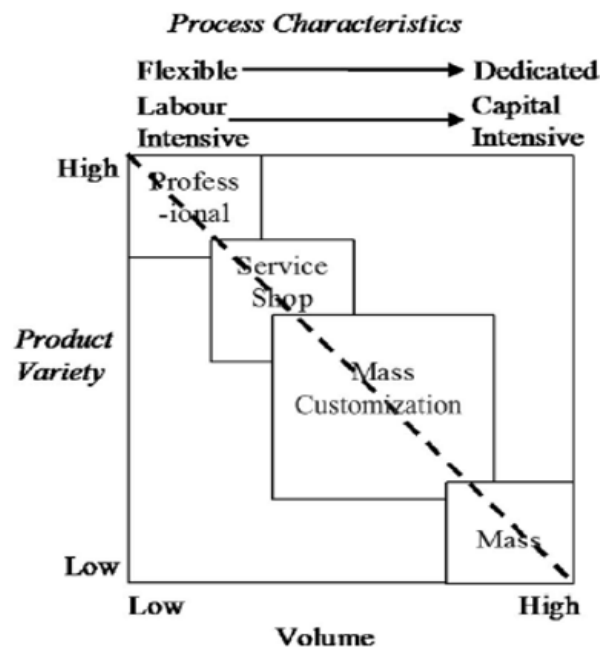 Process Characteristics
Flexible Dedicated
Labour Capital
Intensive Intensive
High
Profess
-ional
Service
Shop
Product
Variety
Mass
Customization
Mass
Low
Low High
Volume